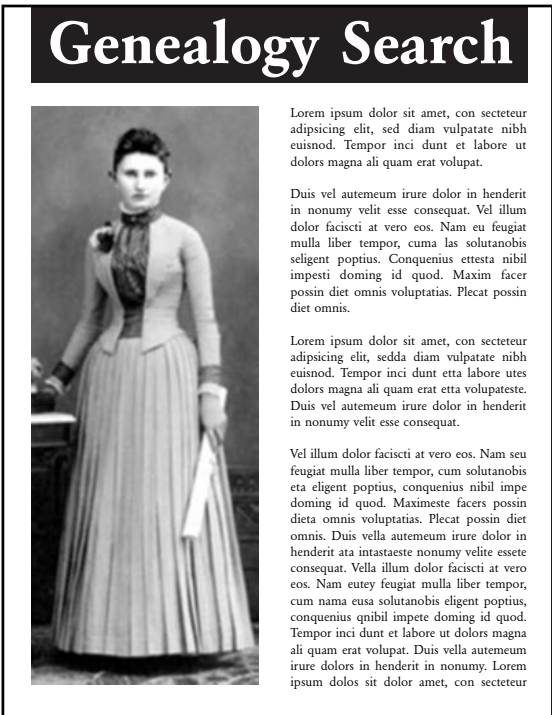 Genealogy Search
Lorem ipsum dolor sit amet, con secteteur
adipsicing elit, sed diam vulpatate nibh
euisnod. Tempor inci dunt et labore ut
dolors magna ali quam erat volupat.
Duis vel autemeum irure dolor in henderit
in nonumy velit esse consequat. Vel illum
dolor faciscti at vero eos. Nam eu feugiat
mulla liber tempor, cuma las solutanobis
seligent poptius. Conquenius ettesta nibil
impesti doming id quod. Maxim facer
possin diet omnis voluptatias. Plecat possin
diet omnis.
Lorem ipsum dolor sit amet, con secteteur
adipsicing elit, sedda diam vulpatate nibh
euisnod. Tempor inci dunt etta labore utes
dolors magna ali quam erat etta volupateste.
Duis vel autemeum irure dolor in henderit
in nonumy velit esse consequat.
Vel illum dolor faciscti at vero eos. Nam seu
feugiat mulla liber tempor, cum solutanobis
eta eligent poptius, conquenius nibil impe
doming id quod. Maximeste facers possin
dieta omnis voluptatias. Plecat possin diet
omnis. Duis vella autemeum irure dolor in
henderit ata intastaeste nonumy velite essete
consequat. Vella illum dolor facisti at vero
eos. Nam eutey feugiat mulla liber tempor,
cum nama eusa solutanobis eligent poptius,
conquenius qnibil impete doming id quod.
Tempor inci dunt et labore ut dolors magna
ali quam erat volupat. Duis vella autemeum
irure dolors in henderit in nonumy. Lorem
ipsum dolos sit dolor amet, con secteteur